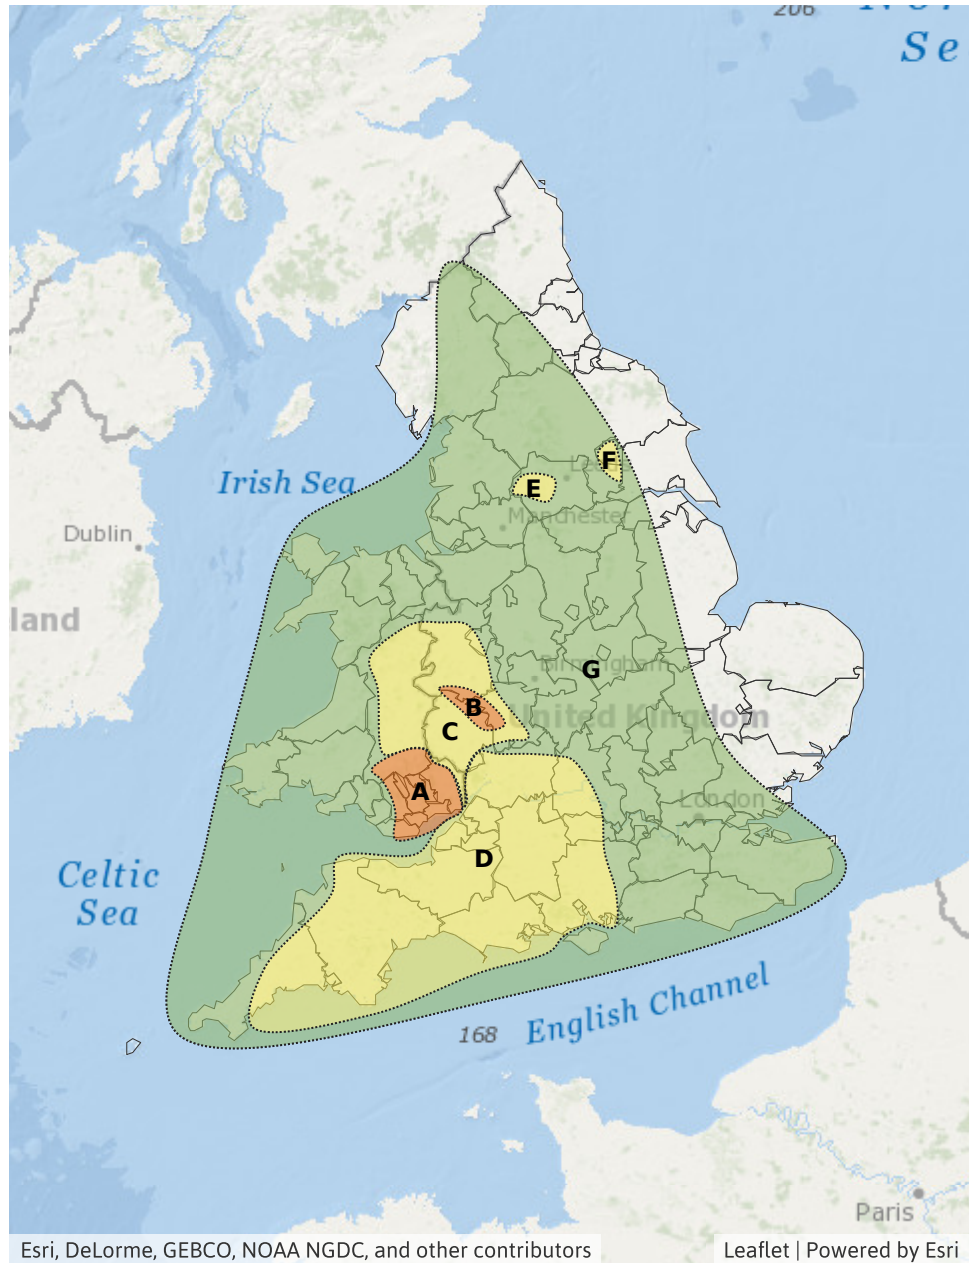 206
Se
Irish Sea
Dublin
land
E
F
Manchester
Birmingham
G
United Kingdom
B
C
A
London
D
Celtic
Sea
English Channel
168
Paris
Esri, DeLorme, GEBCO, NOAA NGDC, and other contributors
Leaflet | Powered by Esri